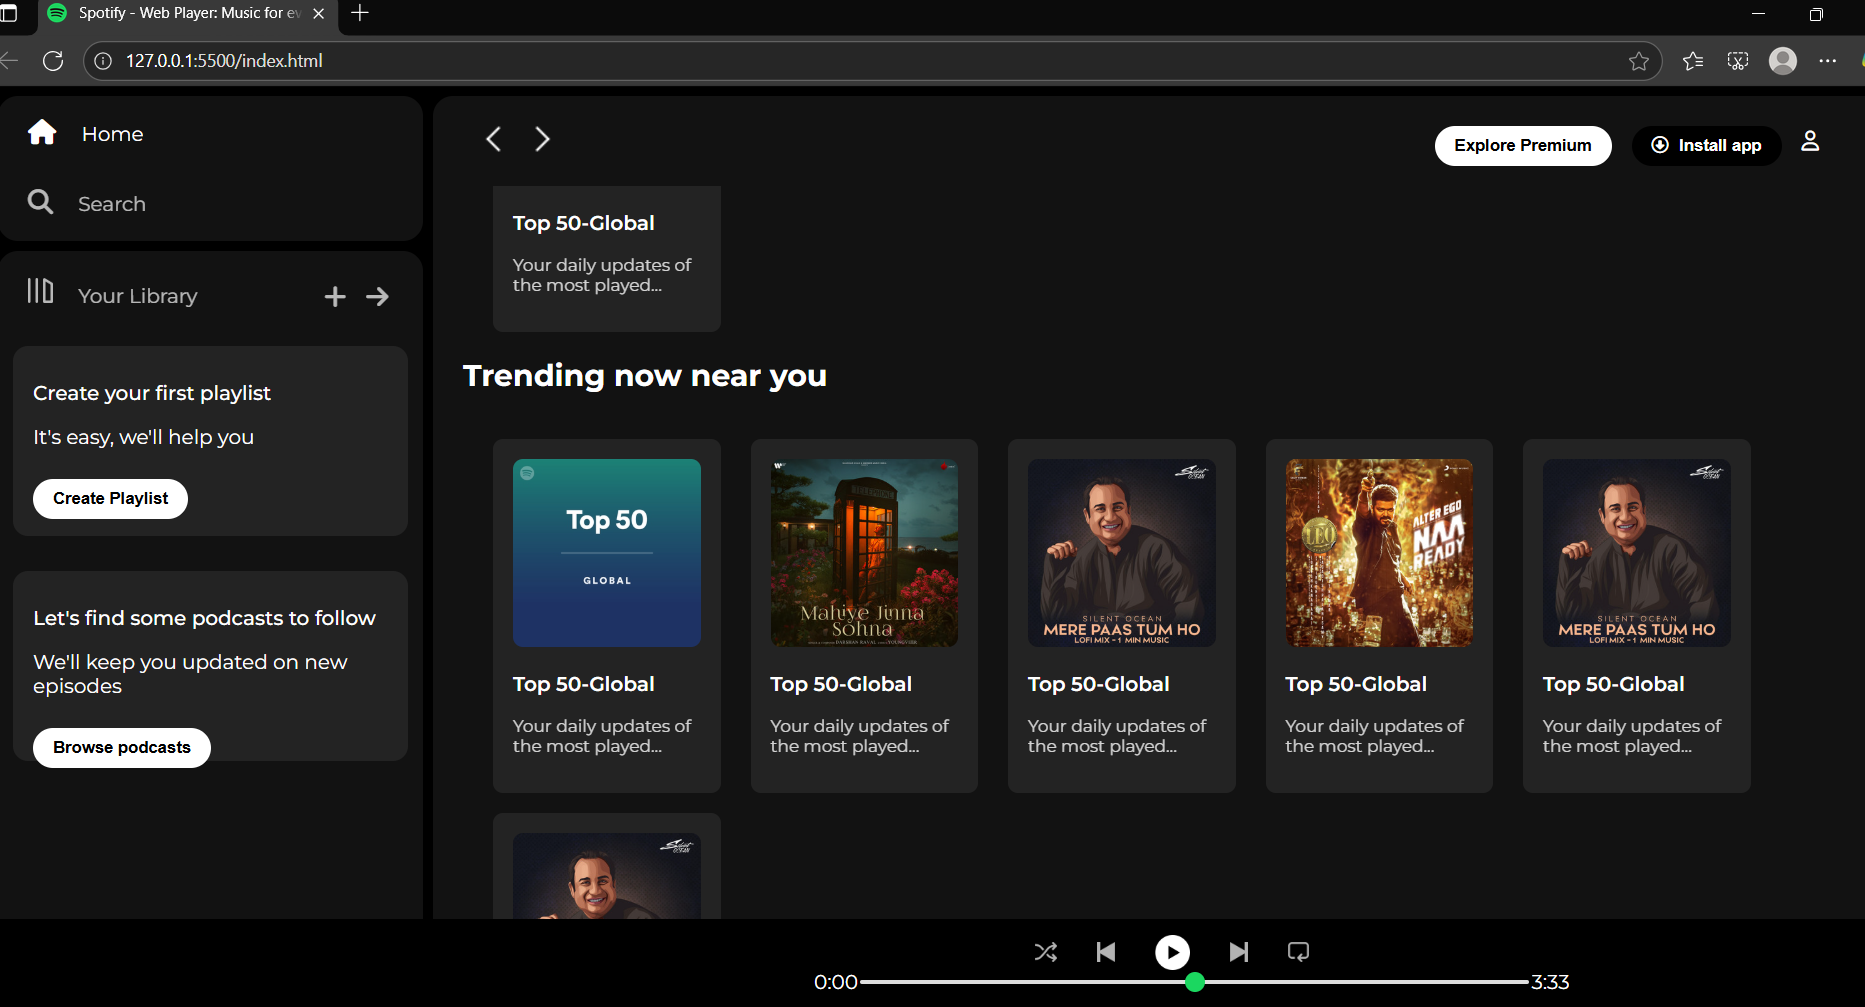 Spotify - Web Player: Music for ev
127.0.0.1:5500/index.html
Home
Search
Your Library
Create your first playlist
It's easy, we'll help you
Create Playlist
Let's find some podcasts to follow
We'll keep you updated on new
episodes
Browse podcasts
Explore Premium
Install app
Top 50-Global
Your daily updates of
the most played...
Trending now near you
Top 50
GLOBAL
Top 50-Global
Your daily updates of
the most played...
TELEPHONE
Mahiye Jinna
Sohna
Top 50-Global
Your daily updates of
the most played...
Silent
OCEAN
SILENT OCEAN
MERE PAAS TUM HO
LOFI MIX - 1 MIN MUSIC
Top 50-Global
Your daily updates of
the most played...
LEO
ALTER EGO
NAA
READY
Top 50-Global
Your daily updates of
the most played...
Silent
OCEAN
SILENT OCEAN
MERE PAAS TUM HO
LOFI MIX - 1 MIN MUSIC
Top 50-Global
Your daily updates of
the most played...
Silent
OCEAN
0:00
3:33